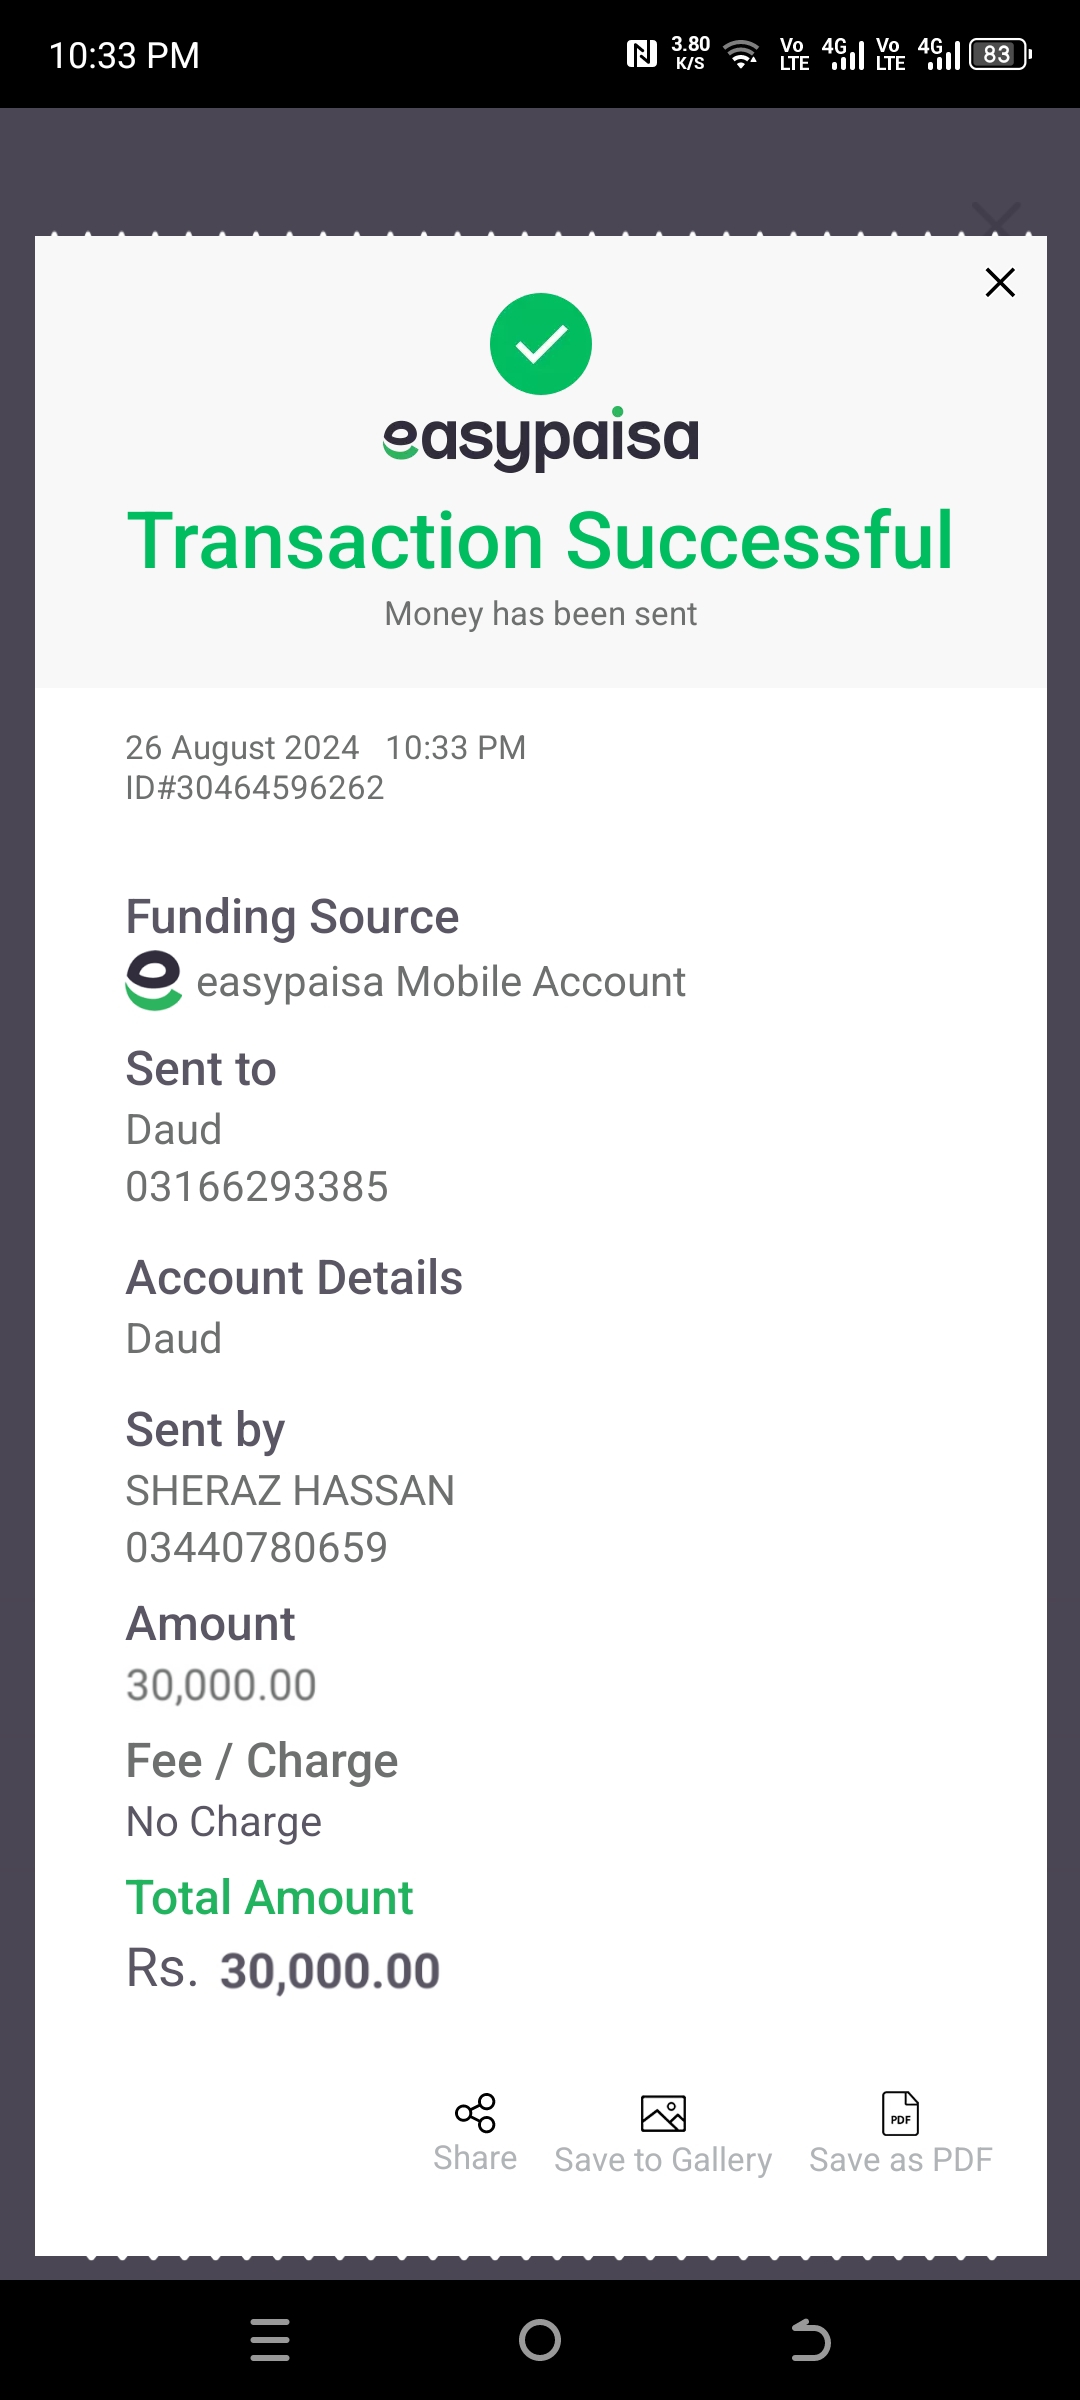 10:33 PM
3.80 K/S
Vo LTE 4G Vo LTE 4G 83
easypaisa
Transaction Successful
Money has been sent
26 August 2024 10:33 PM
ID#30464596262
Funding Source
easypaisa Mobile Account
Sent to
Daud
03166293385
Account Details
Daud
Sent by
SHERAZ HASSAN
03440780659
Amount
30,000.00
Fee / Charge
No Charge
Total Amount
Rs. 30,000.00
PDF
Share Save to Gallery Save as PDF